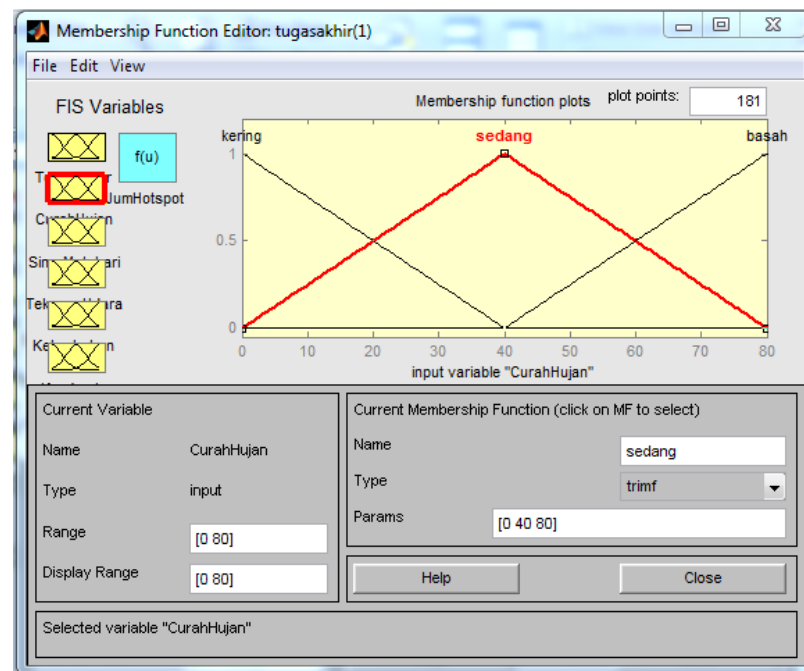 Membership Function Editor: tugasakhir(1)
File Edit View
FIS Variables
f(u)
JumHotspot
CurahHujan
Membership function plots
plot points:
181
kering
sedang
basah
1
0.5
0
0 10 20 30 40 50 60 70 80
input variable "CurahHujan"
Current Variable
Name CurahHujan
Type input
Range [0 80]
Display Range [0 80]
Current Membership Function (click on MF to select)
Name sedang
Type trimf
Params [0 40 80]
Help Close
Selected variable "CurahHujan"